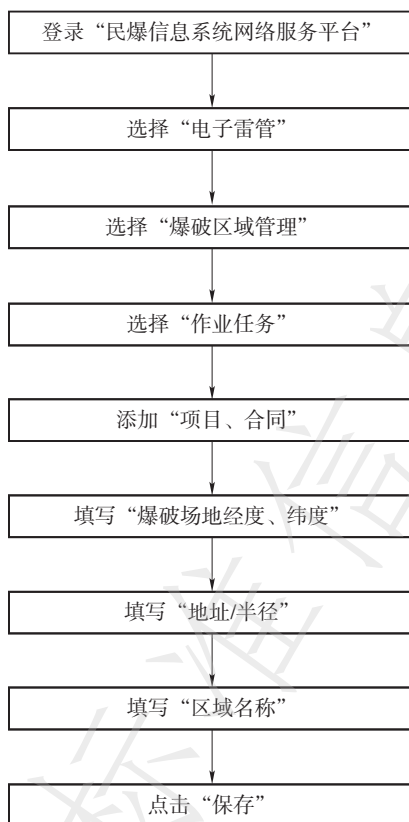 登录“民爆信息系统网络服务平台”
选择“电子雷管”
选择“爆破区域管理”
选择“作业任务”
添加“项目、合同”
填写“爆破场地经度、纬度”
填写“地址/半径”
填写“区域名称”
点击“保存”